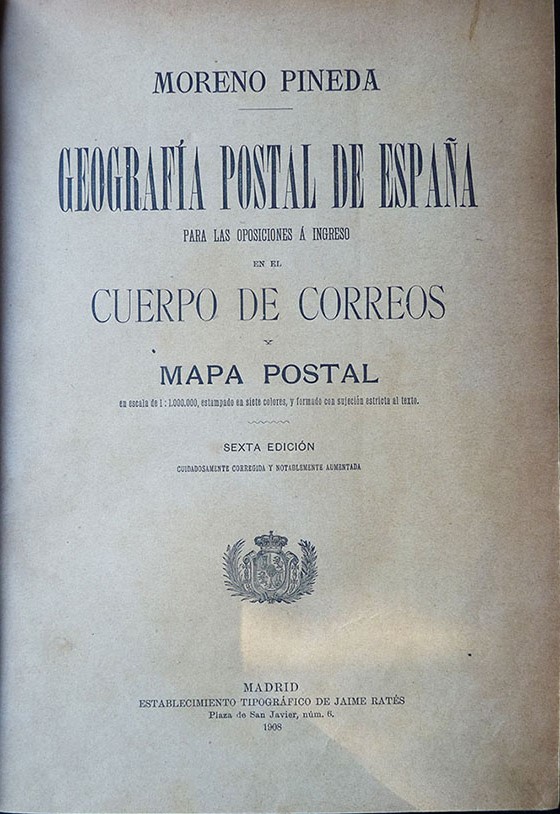 MORENO PINEDA
GEOGRAFÍA POSTAL DE ESPAÑA
PARA LAS OPOSICIONES Á INGRESO
EN EL
CUERPO DE CORREOS
Y
MAPA POSTAL
en escala de 1 : 1.000.000, estampado en siete colores, y formado con sujeción estricta al texto.
SEXTA EDICIÓN
CUIDADOSAMENTE CORREGIDA Y NOTABLEMENTE AUMENTADA
MADRID
ESTABLECIMIENTO TIPOGRÁFICO DE JAIME RATÉS
Plaza de San Javier, núm. 6.
1908